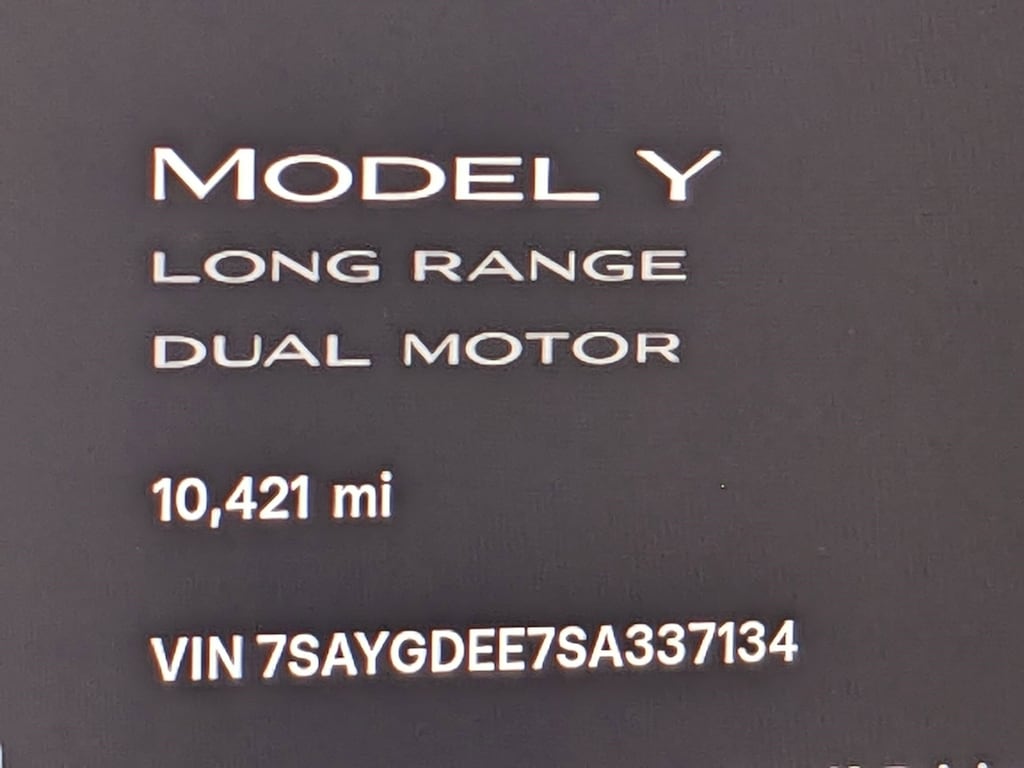 MODEL Y
LONG RANGE
DUAL MOTOR
10,421 mi
VIN 7SAYGDEE7SA337134